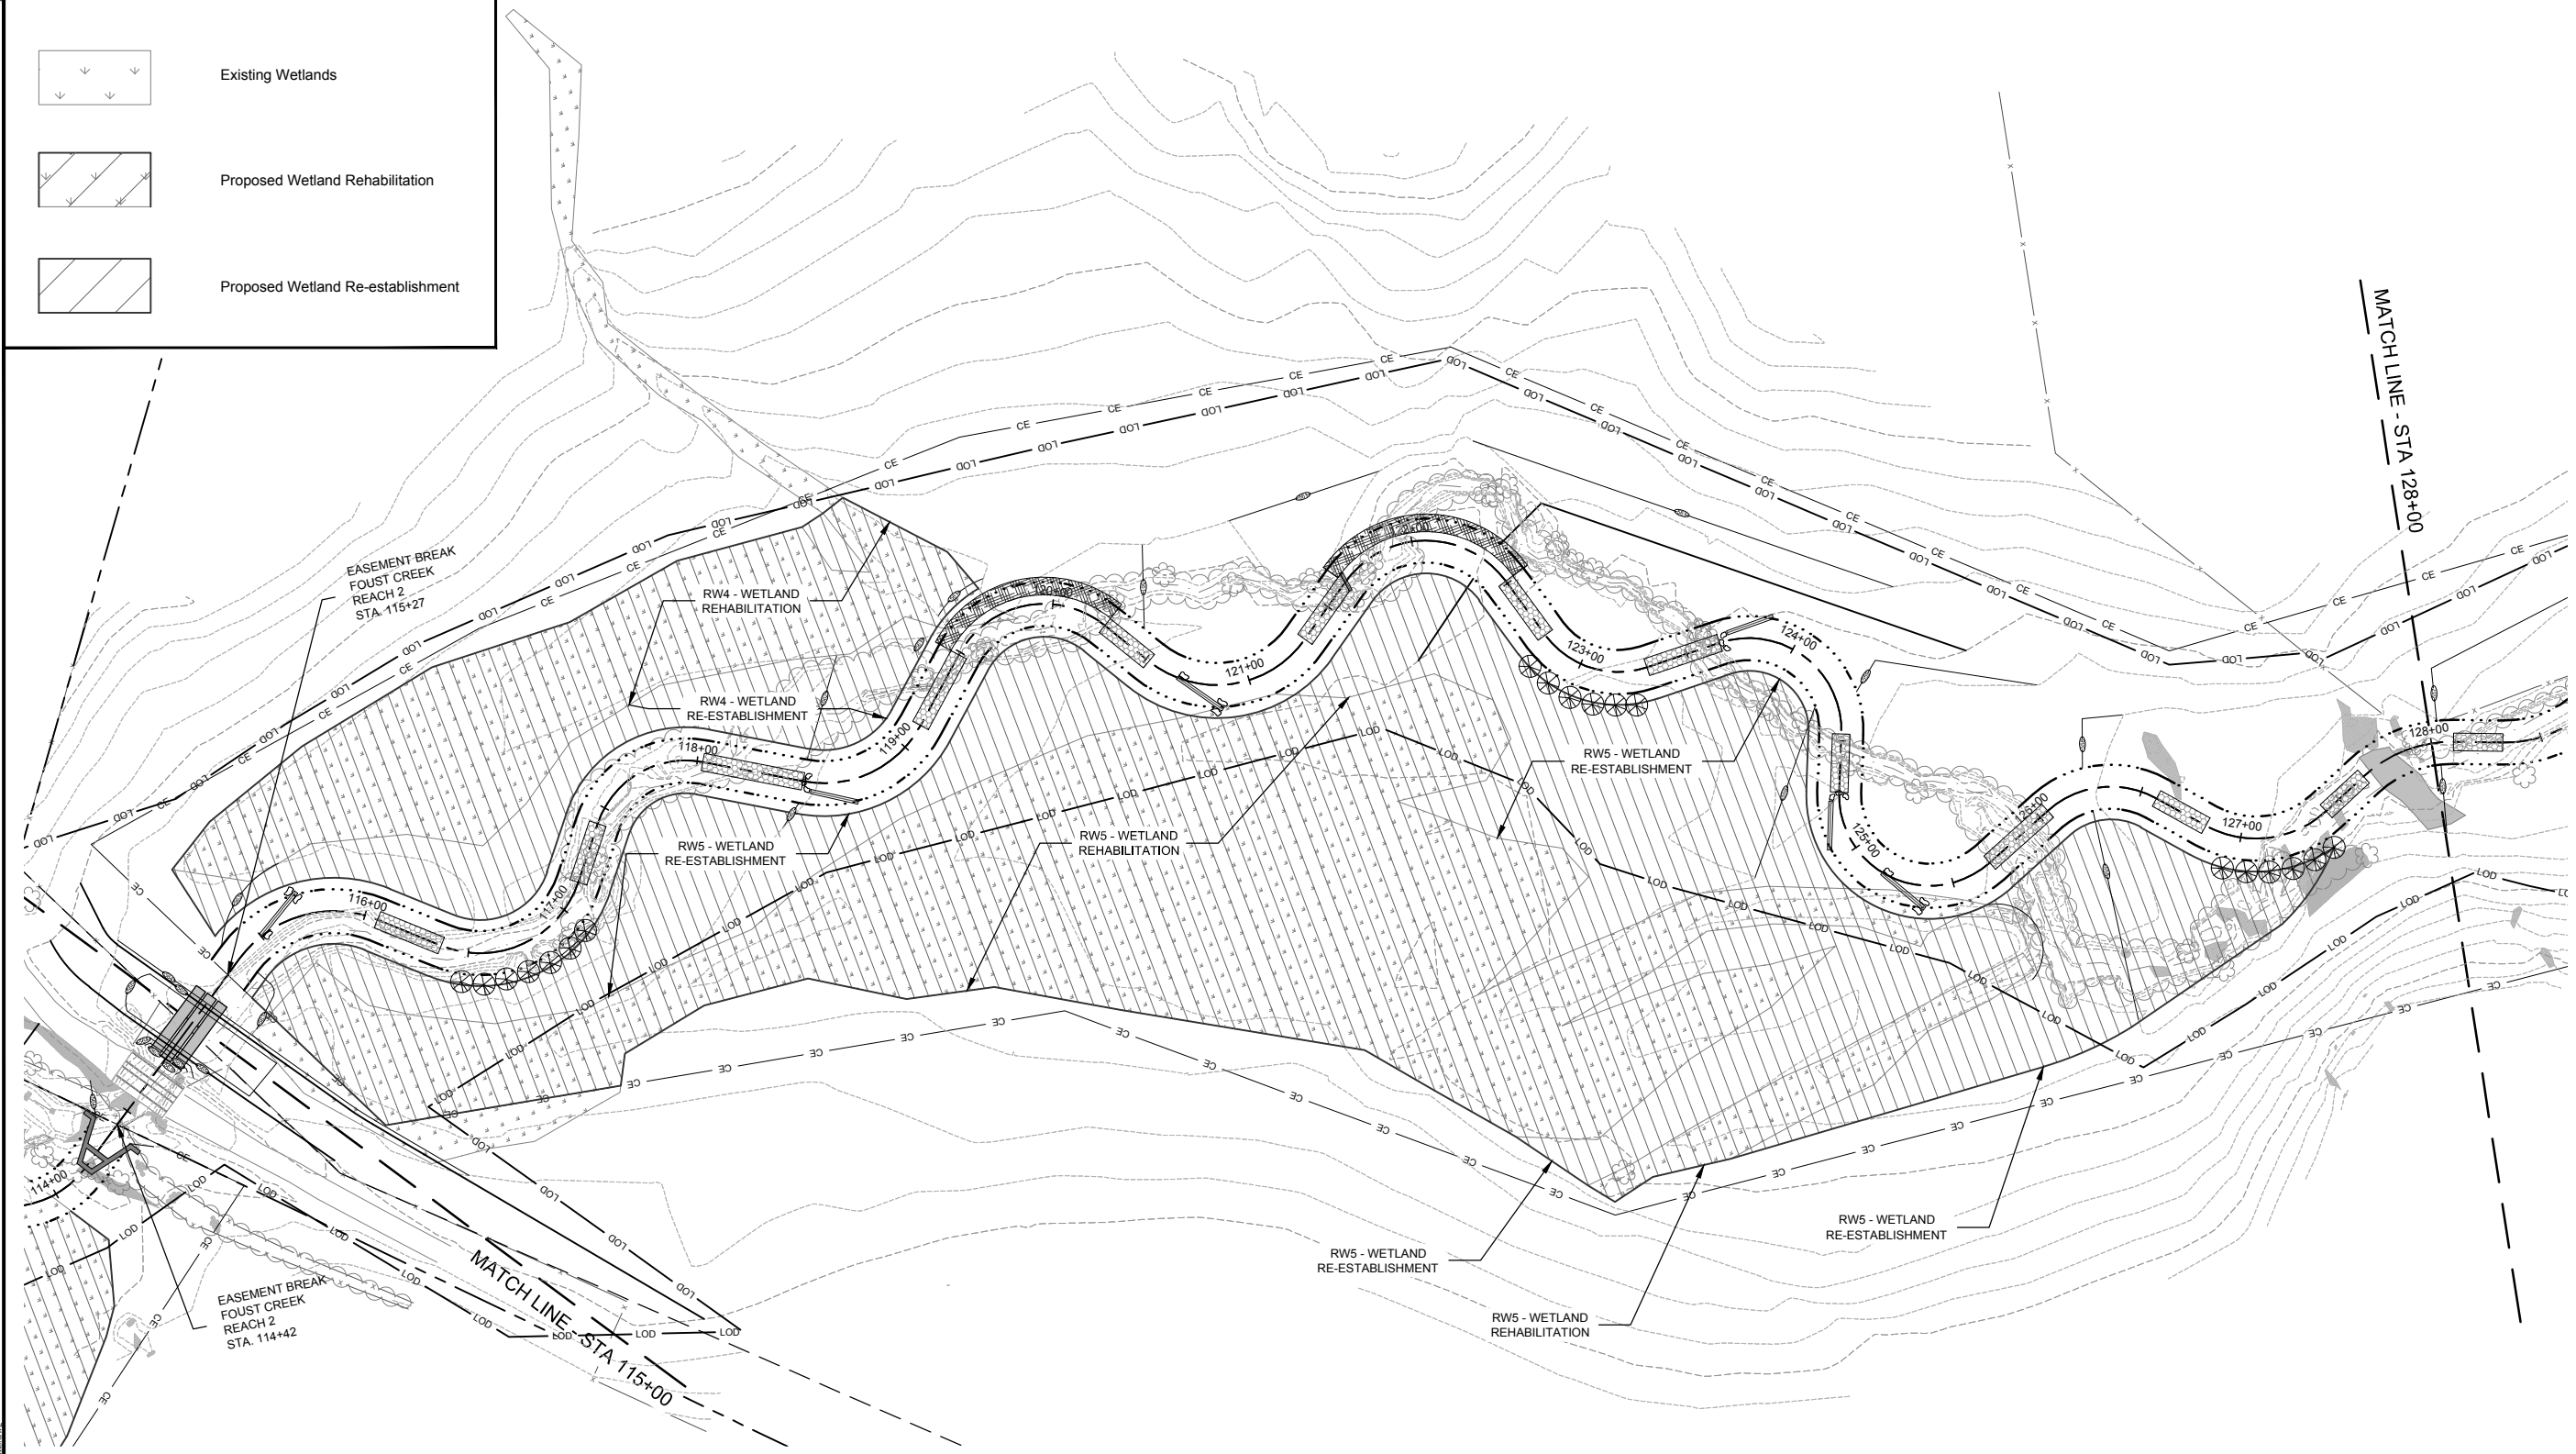 Existing Wetlands
Proposed Wetland Rehabilitation
Proposed Wetland Re-establishment
MATCH LINE - STA 128+00
EASEMENT BREAK
FOUST CREEK
REACH 2
STA. 115+27
RW4 - WETLAND
REHABILITATION
RW4 - WETLAND
RE-ESTABLISHMENT
RW5 - WETLAND
RE-ESTABLISHMENT
RW5 - WETLAND
REHABILITATION
RW5 - WETLAND
RE-ESTABLISHMENT
114+00
116+00
117+00
118+00
119+00
120+00
121+00
122+00
123+00
124+00
125+00
126+00
127+00
128+00
CE
LOD
RW5 - WETLAND
RE-ESTABLISHMENT
RW5 - WETLAND
RE-ESTABLISHMENT
RW5 - WETLAND
REHABILITATION
EASEMENT BREAK
FOUST CREEK
REACH 2
STA. 114+42
MATCH LINE - STA 115+00